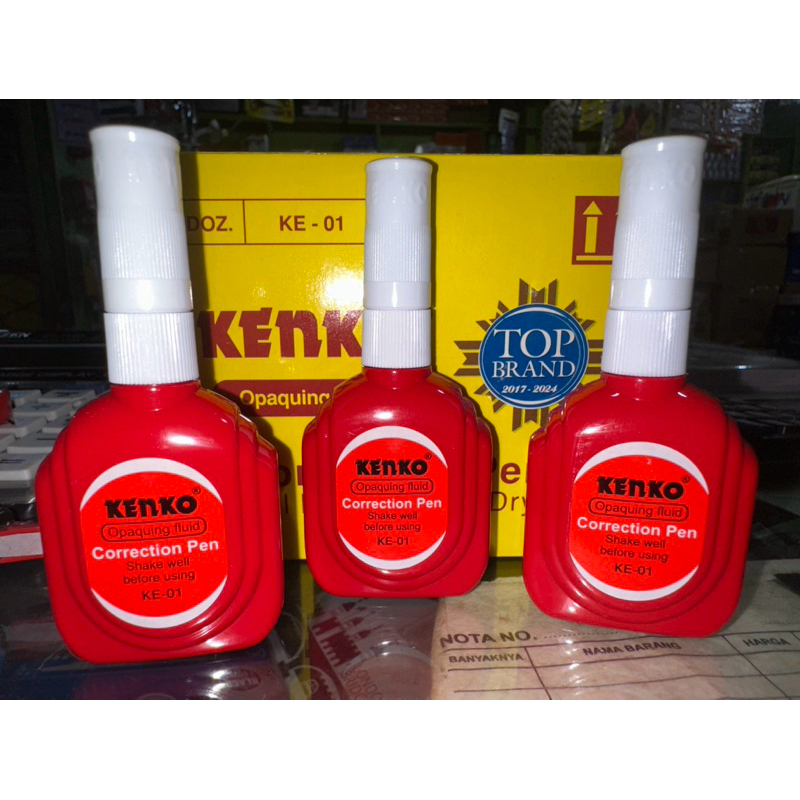 DOZ.
KE - 01
KENKO
Opaquing
TOP
BRAND
2017 - 2024
KENKO®
Opaquing fluid
Correction Pen
Shake well
before using
KE-01
KENKO®
Opaquing fluid
Correction Pen
Shake well
before using
KE-01
KENKO®
Opaquing fluid
Correction Pen
Shake well
before using
KE-01
NOTA NO.
BANYAKNYA
NAMA BARANG
HARGA